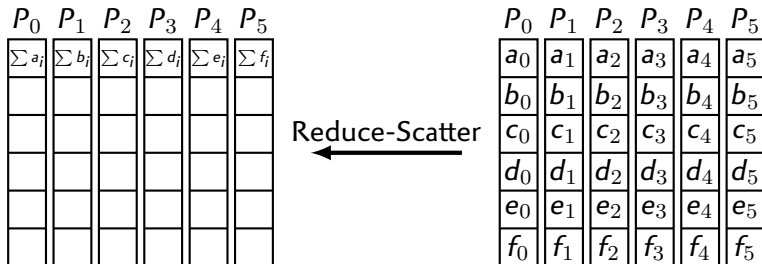 P₀ P₁ P₂ P₃ P₄ P₅
∑ aᵢ ∑ bᵢ ∑ cᵢ ∑ dᵢ ∑ eᵢ ∑ fᵢ
Reduce-Scatter
P₀ P₁ P₂ P₃ P₄ P₅
a₀ a₁ a₂ a₃ a₄ a₅
b₀ b₁ b₂ b₃ b₄ b₅
c₀ c₁ c₂ c₃ c₄ c₅
d₀ d₁ d₂ d₃ d₄ d₅
e₀ e₁ e₂ e₃ e₄ e₅
f₀ f₁ f₂ f₃ f₄ f₅